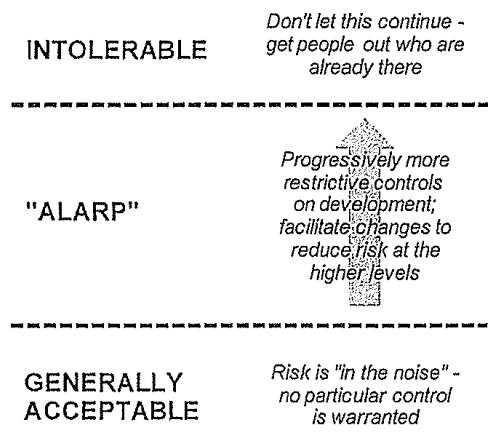 INTOLERABLE
Don't let this continue -
get people out who are
already there
"ALARP"
Progressively more
restrictive controls
on development;
facilitate changes to
reduce risk at the
higher levels
GENERALLY
ACCEPTABLE
Risk is "in the noise" -
no particular control
is warranted